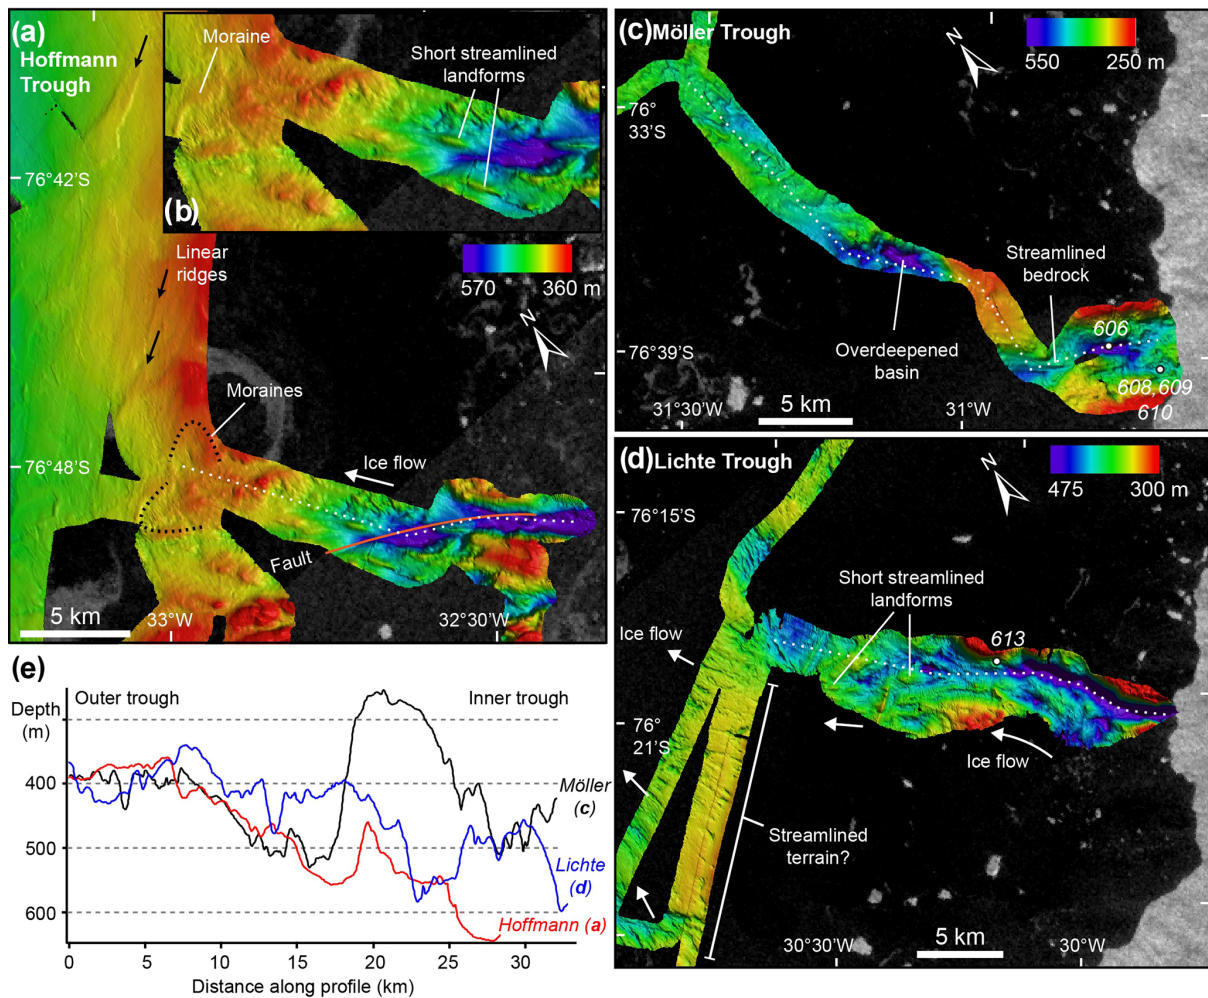 (a)
Hoffmann
Trough
Moraine
Short streamlined
landforms
76°42'S
(b)
Linear
ridges
570 360 m
N
Moraines
76°48'S
Ice flow
Fault
5 km
33°W
32°30'W
(c) Möller Trough
N
550 250 m
76°
33'S
Streamlined
bedrock
606
76°39'S
Overdeepened
basin
608,609
610
31°30'W
5 km
31°W
(d) Lichte Trough
N
475 300 m
76°15'S
Short streamlined
landforms
Ice flow
613
76°
21'S
Ice flow
Streamlined
terrain?
30°30'W
5 km
30°W
(e)
Depth
(m)
Outer trough
Inner trough
400
500
600
Möller
(c)
Lichte
(d)
Hoffmann (a)
0 5 10 15 20 25 30
Distance along profile (km)